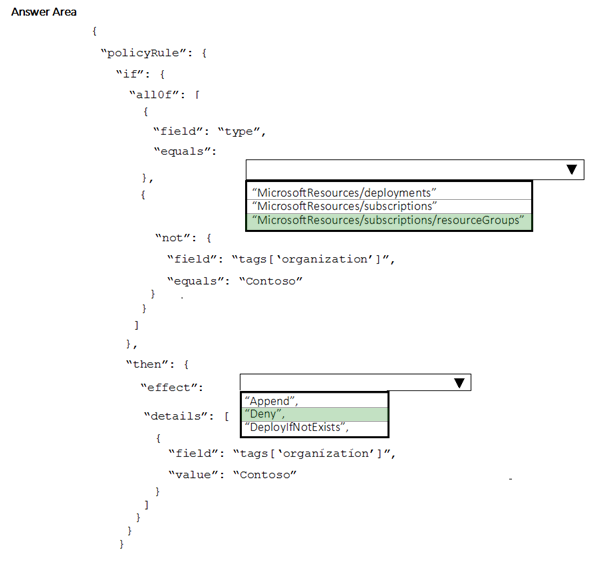 Answer Area
{
“policyRule”: {
“if”: {
“allOf”: [
{
“field”: “type”,
“equals”:
},
“MicrosoftResources/deployments”
{
“MicrosoftResources/subscriptions”
“MicrosoftResources/subscriptions/resourceGroups”
“not”: {
“field”: “tags[‘organization’]”,
“equals”: “Contoso”
}
}
]
},
“then”: {
“effect”:
“Append”,
“details”: [
“Deny”,
“DeployIfNotExists”,
{
“field”: “tags[‘organization’]”,
“value”: “Contoso”
}
]
}
}
}